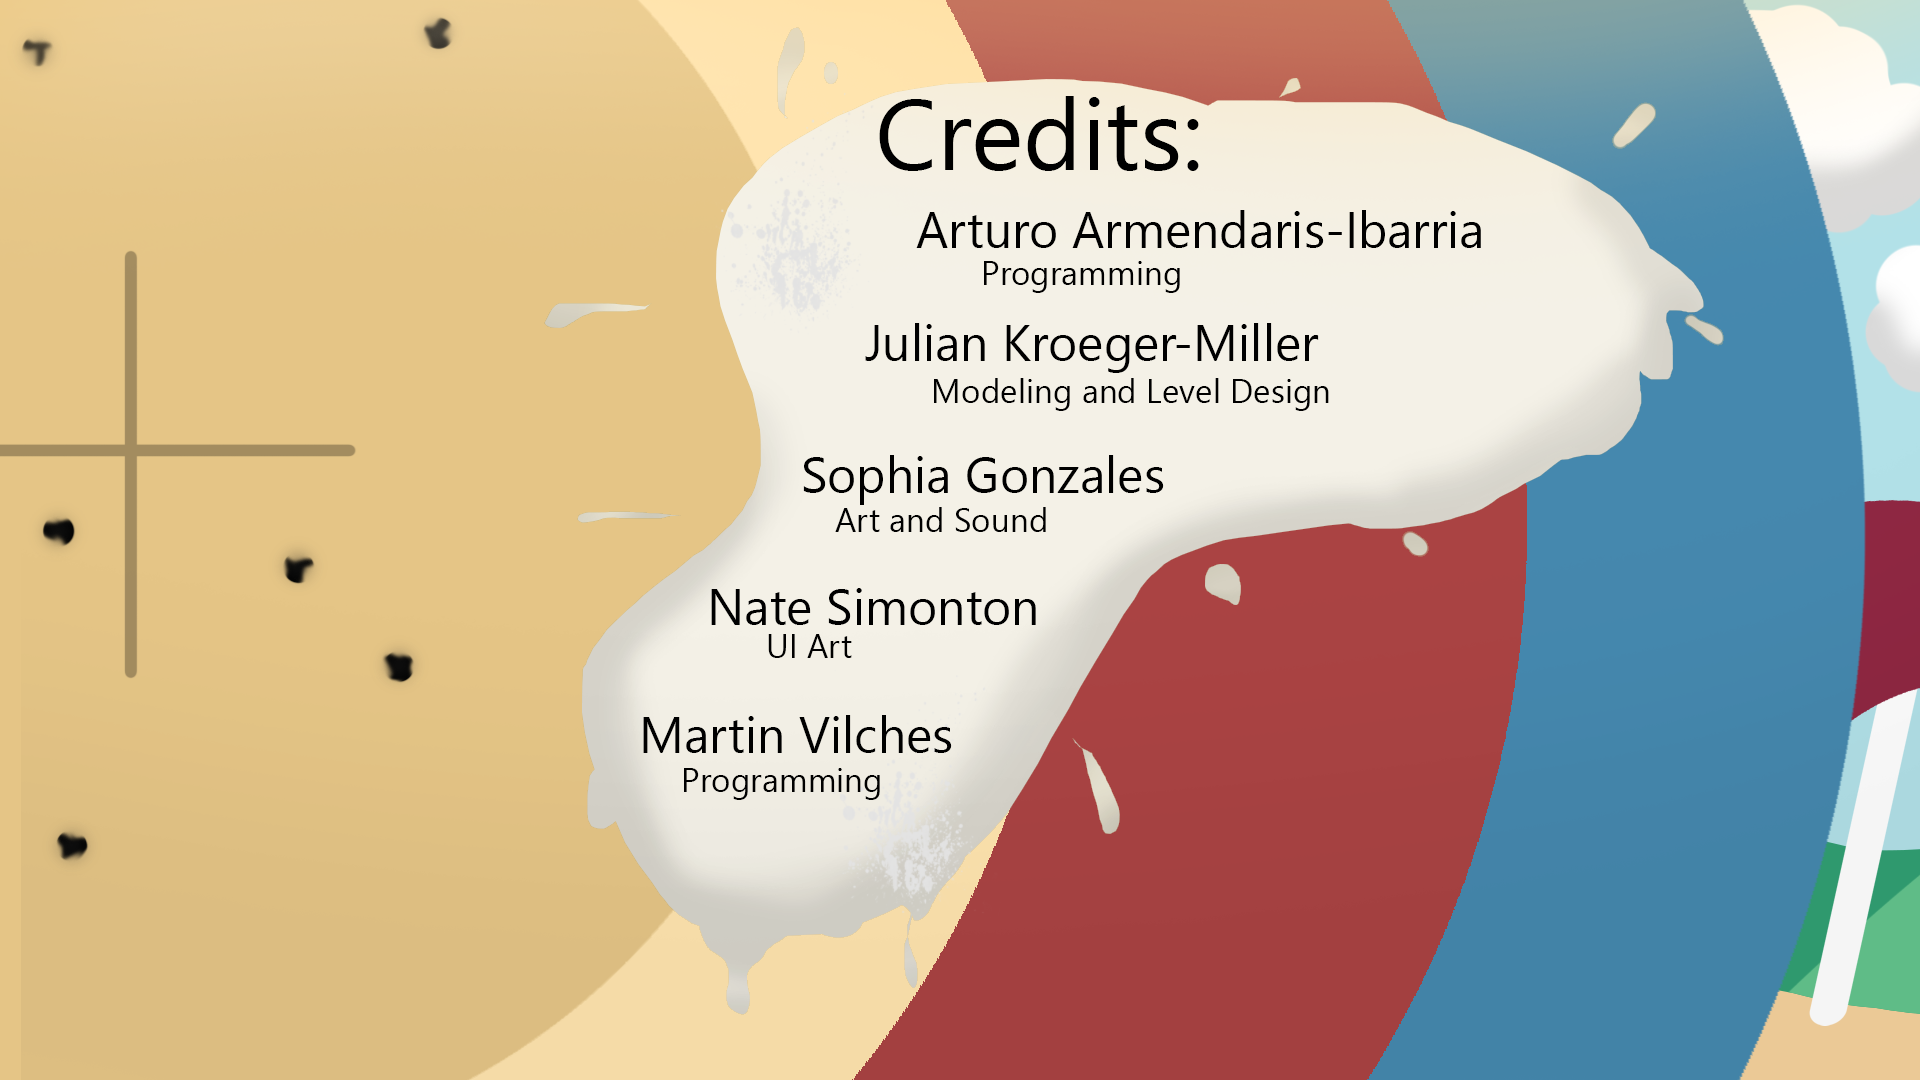 Credits:
Arturo Armendaris-Ibarria
Programming
Julian Kroeger-Miller
Modeling and Level Design
Sophia Gonzales
Art and Sound
Nate Simonton
UI Art
Martin Vilches
Programming